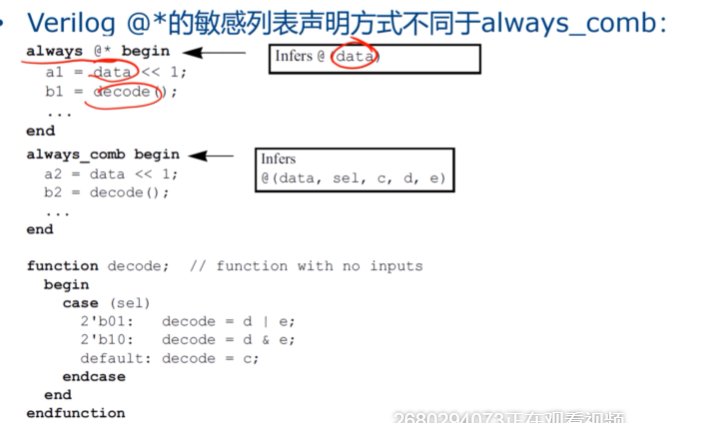 • Verilog @*的敏感列表声明方式不同于always_comb：
always @* begin
Infers @ (data)
a1 = data << 1;
b1 = decode();
...
end
always_comb begin
Infers
@(data, sel, c, d, e)
a2 = data << 1;
b2 = decode();
...
end
function decode; // function with no inputs
begin
case (sel)
2'b01: decode = d | e;
2'b10: decode = d & e;
default: decode = c;
endcase
end
endfunction
2680294073正在观看视频